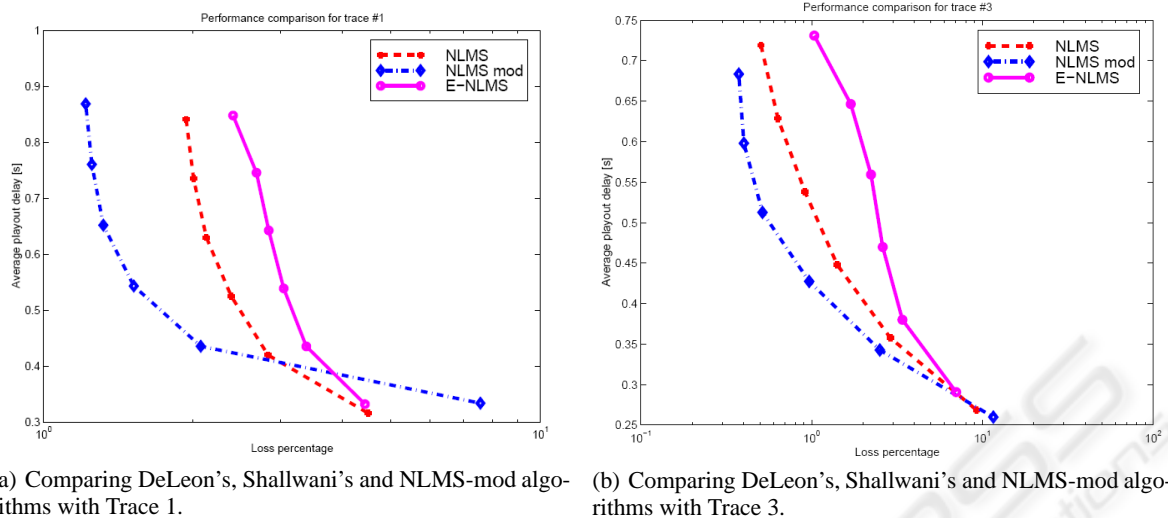 Performance comparison for trace #1
1
0.9
0.8
0.7
0.6
0.5
0.4
0.3
Average playout delay [s]
NLMS
NLMS mod
E-NLMS
10^0
10^1
Loss percentage
a) Comparing DeLeon's, Shallwani's and NLMS-mod algo-
rithms with Trace 1.
Performance comparison for trace #3
0.75
0.7
0.65
0.6
0.55
0.5
0.45
0.4
0.35
0.3
0.25
Average playout delay [s]
NLMS
NLMS mod
E-NLMS
10^-1
10^0
10^1
10^2
Loss percentage
(b) Comparing DeLeon's, Shallwani's and NLMS-mod algo-
rithms with Trace 3.